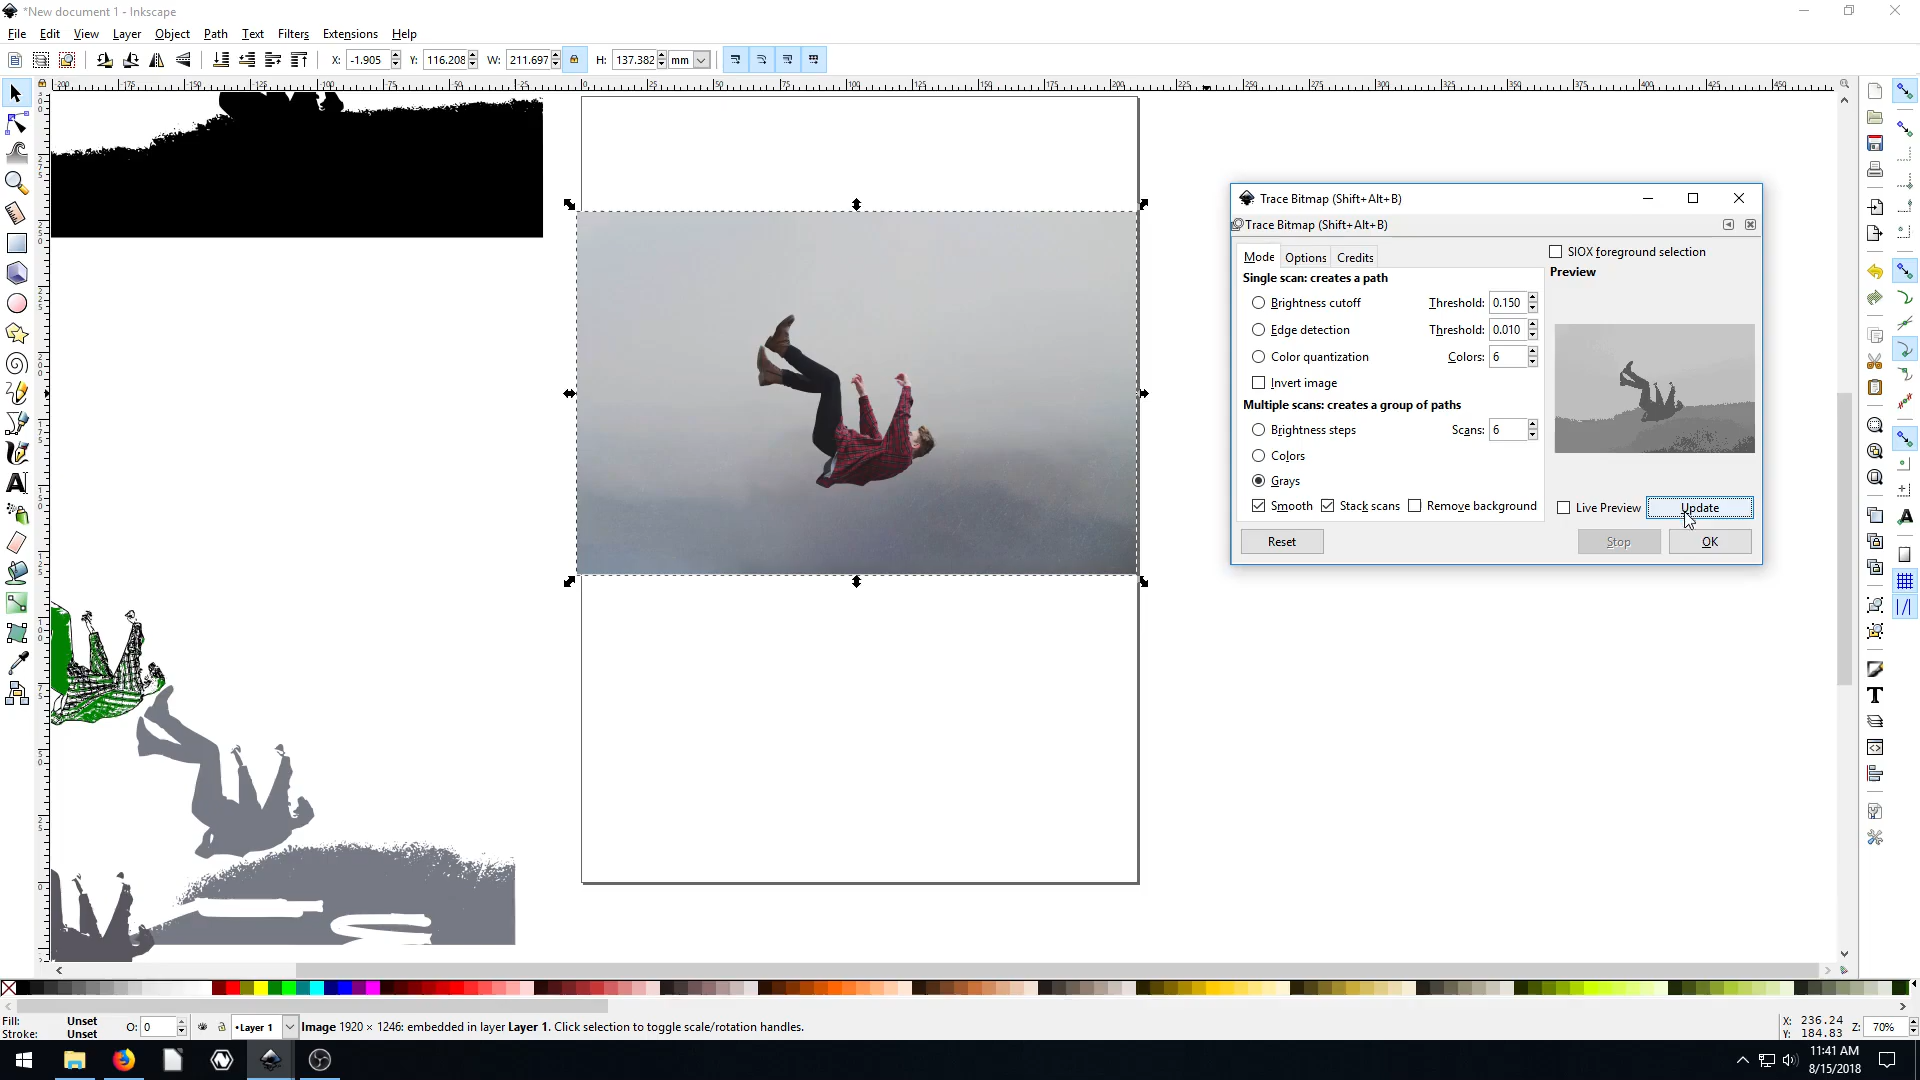 *New document 1 - Inkscape
File Edit View Layer Object Path Text Filters Extensions Help
X: -1.905 Y: 116.208 W: 211.697 H: 137.382 mm
Trace Bitmap (Shift+Alt+B)
Trace Bitmap (Shift+Alt+B)
Mode Options Credits
SIOX foreground selection
Single scan: creates a path
Preview
Brightness cutoff Threshold: 0.150
Edge detection Threshold: 0.010
Color quantization Colors: 6
Invert image
Multiple scans: creates a group of paths
Brightness steps Scans: 6
Colors
Grays
Smooth Stack scans Remove background
Live Preview Update
Reset Stop OK
Fill: Unset
Stroke: Unset
O: 0 •Layer 1 Image 1920 × 1246: embedded in layer Layer 1. Click selection to toggle scale/rotation handles.
X: 236.24
Y: 184.83
Z: 70%
11:41 AM
8/15/2018